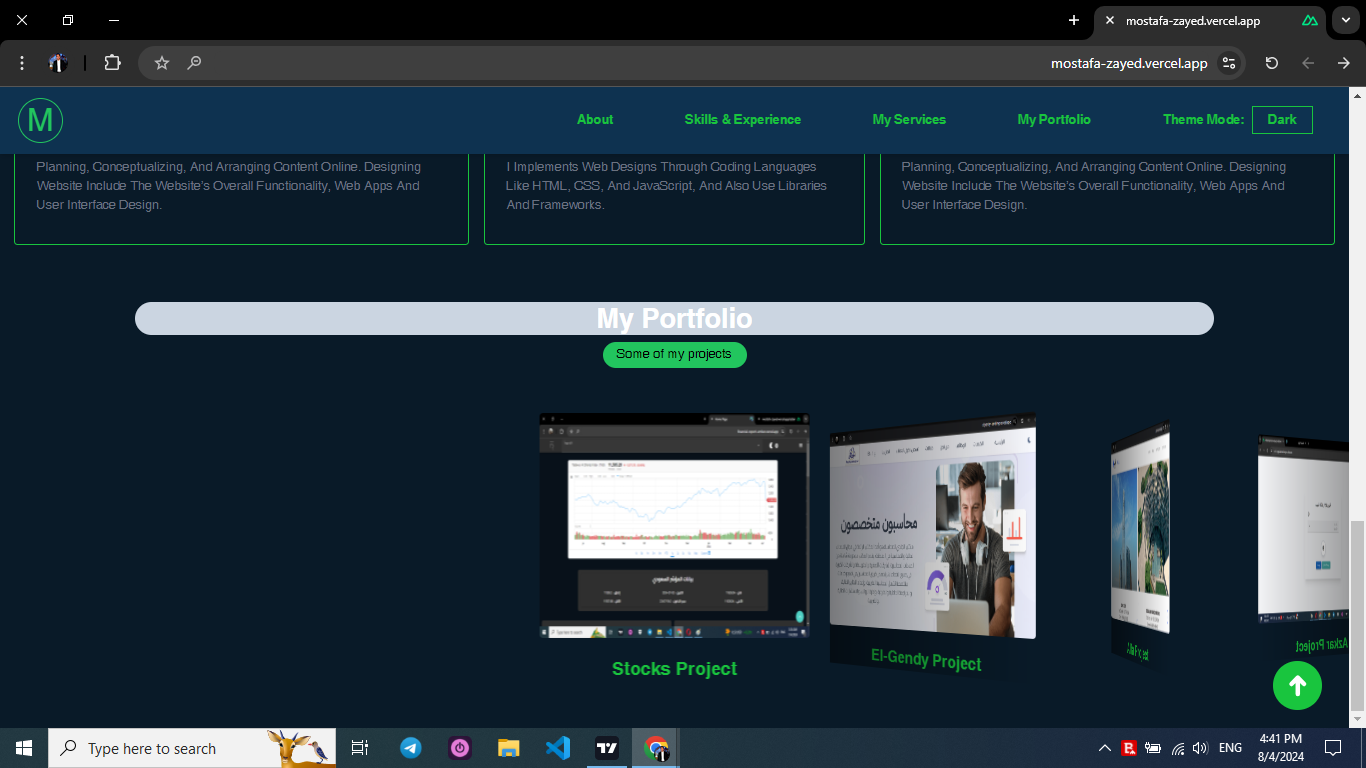 mostafa-zayed.vercel.app
mostafa-zayed.vercel.app
M
About
Skills & Experience
My Services
My Portfolio
Theme Mode:
Dark
Planning, Conceptualizing, And Arranging Content Online. Designing
Website Include The Website's Overall Functionality, Web Apps And
User Interface Design.
I Implements Web Designs Through Coding Languages
Like HTML, CSS, And JavaScript, And Also Use Libraries
And Frameworks.
Planning, Conceptualizing, And Arranging Content Online. Designing
Website Include The Website's Overall Functionality, Web Apps And
User Interface Design.
My Portfolio
Some of my projects
محاسبون متخصصون
Stocks Project
El-Gendy Project
Azkar Project
Type here to search
ENG
4:41 PM
8/4/2024